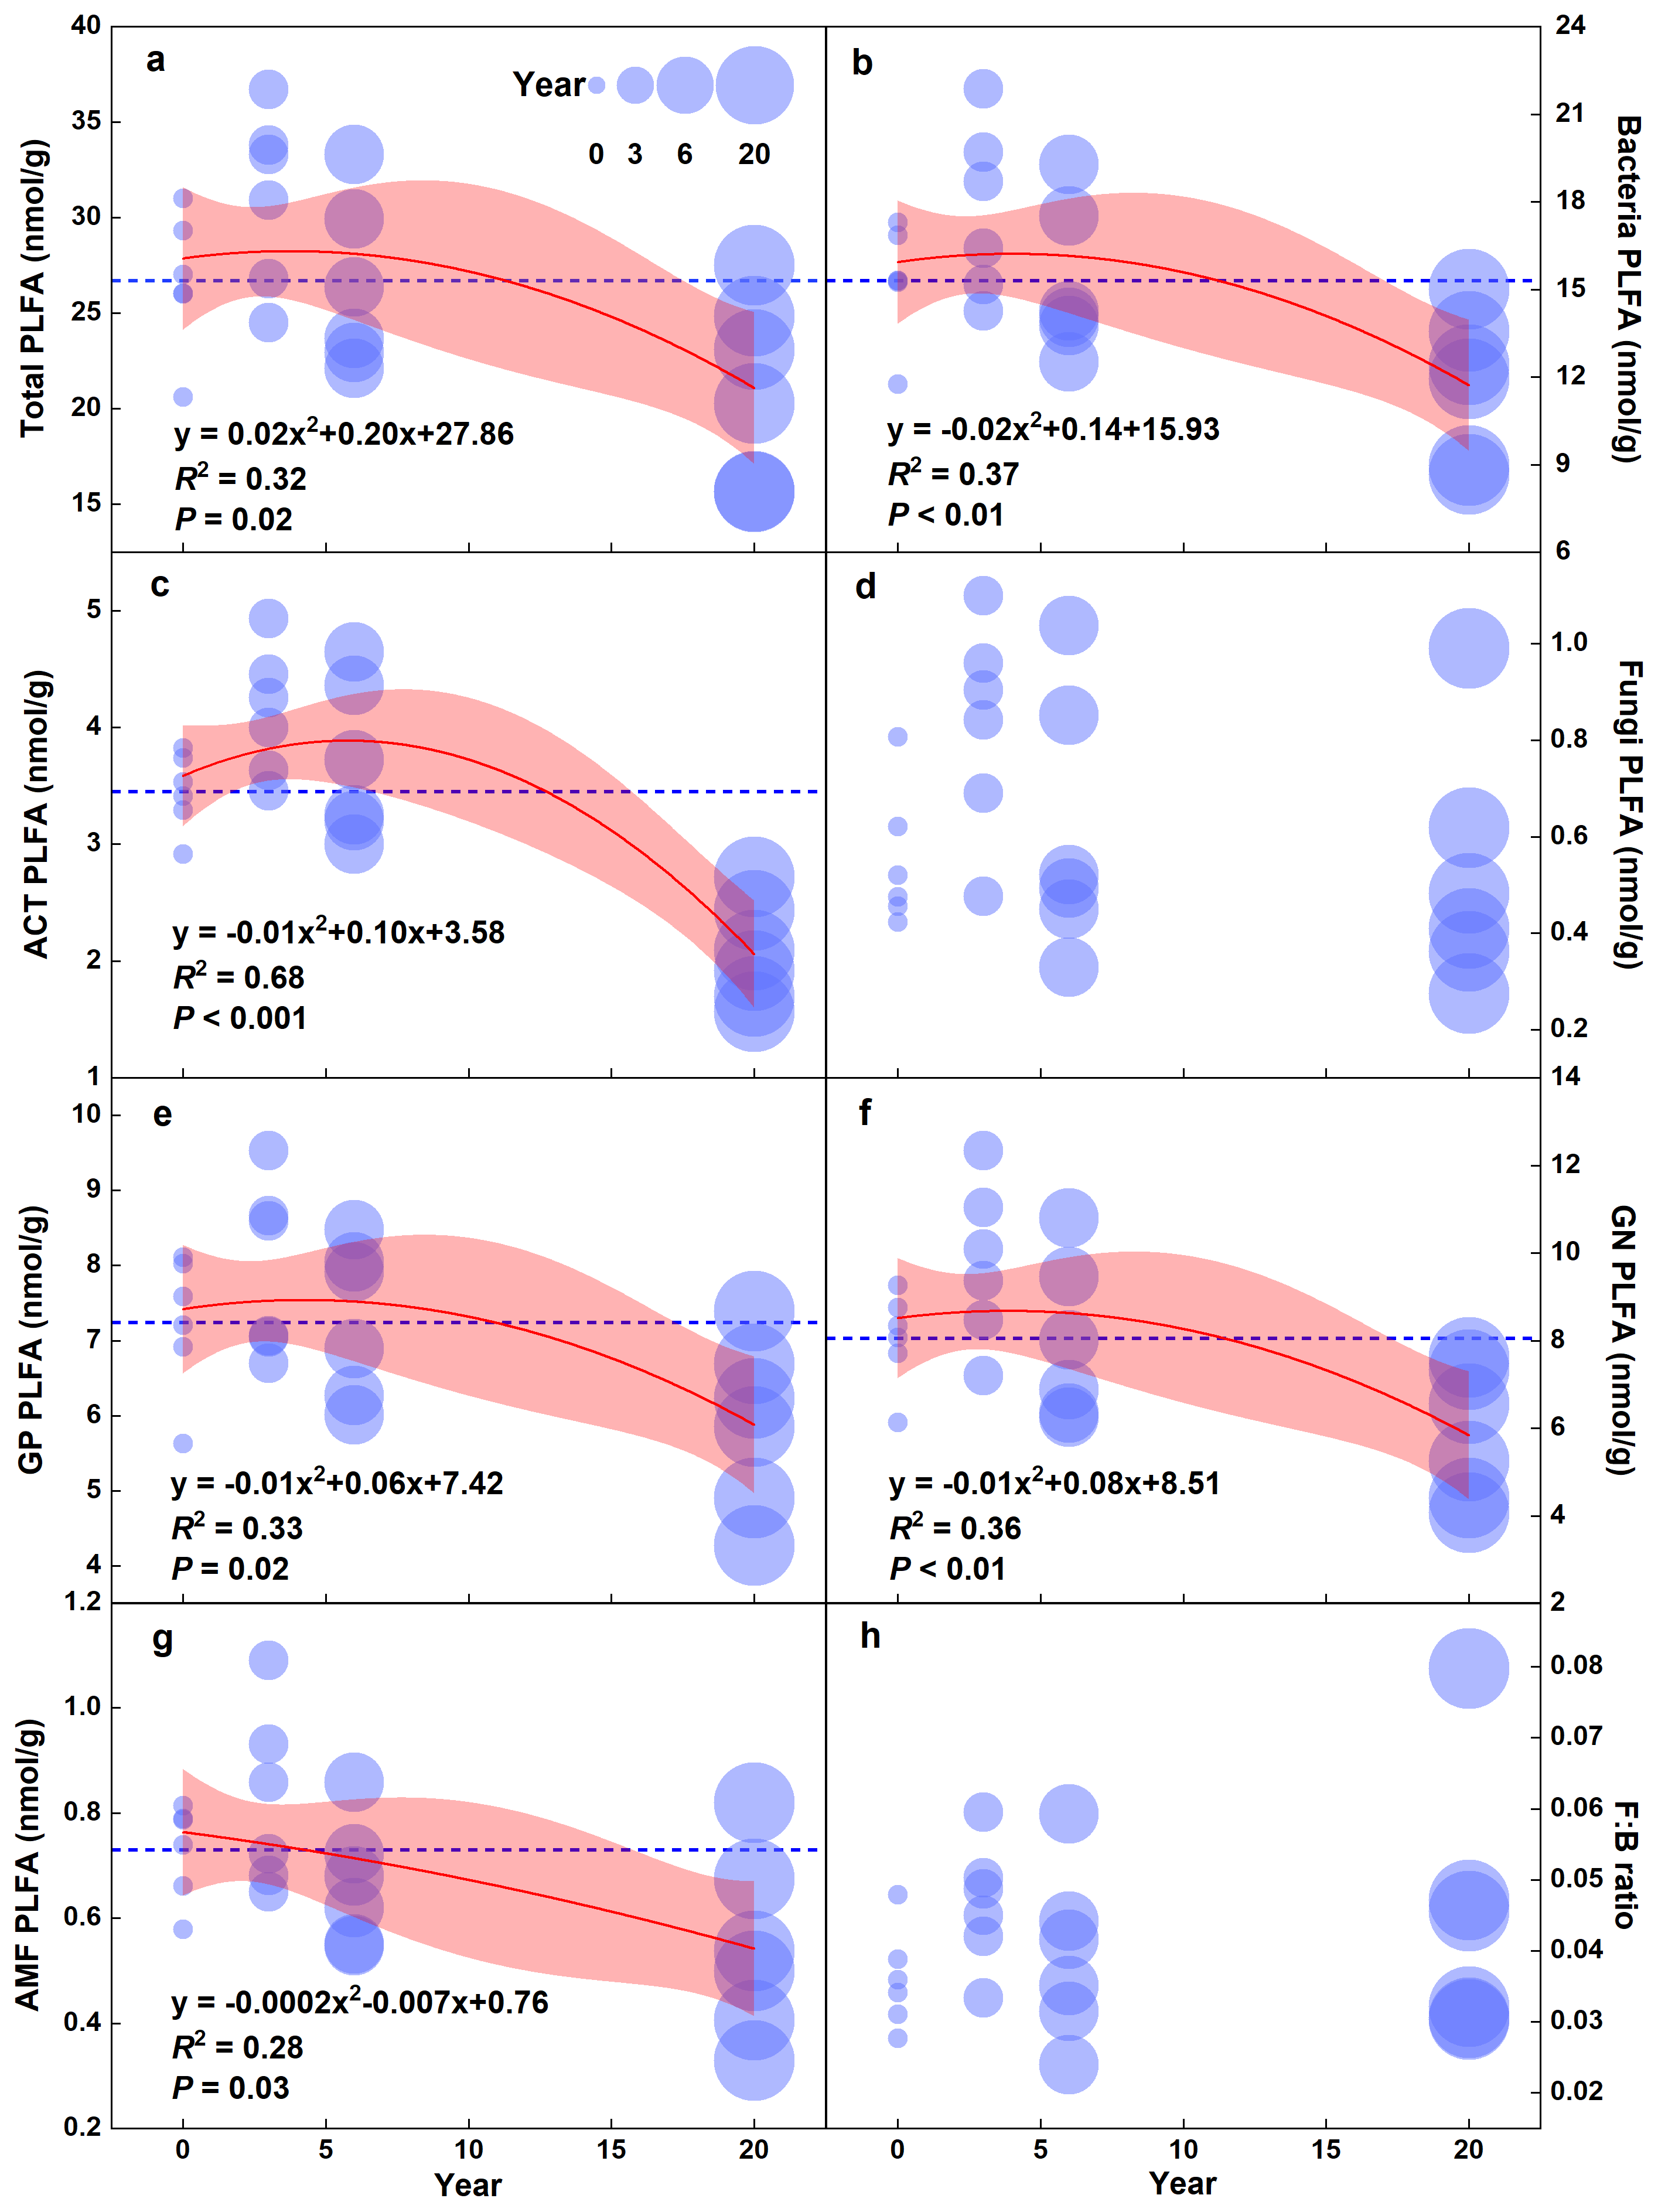 a
Year
0 3 6 20
40
35
30
25
20
15
Total PLFA (nmol/g)
y = 0.02x²+0.20x+27.86
R² = 0.32
P = 0.02
b
24
21
18
15
12
9
6
Bacteria PLFA (nmol/g)
y = -0.02x²+0.14+15.93
R² = 0.37
P < 0.01
c
5
4
3
2
1
ACT PLFA (nmol/g)
y = -0.01x²+0.10x+3.58
R² = 0.68
P < 0.001
d
1.0
0.8
0.6
0.4
0.2
Fungi PLFA (nmol/g)
e
10
9
8
7
6
5
4
GP PLFA (nmol/g)
y = -0.01x²+0.06x+7.42
R² = 0.33
P = 0.02
f
14
12
10
8
6
4
2
GN PLFA (nmol/g)
y = -0.01x²+0.08x+8.51
R² = 0.36
P < 0.01
g
1.2
1.0
0.8
0.6
0.4
0.2
AMF PLFA (nmol/g)
y = -0.0002x²-0.007x+0.76
R² = 0.28
P = 0.03
0 5 10 15 20
Year
h
0.08
0.07
0.06
0.05
0.04
0.03
0.02
F:B ratio
0 5 10 15 20
Year